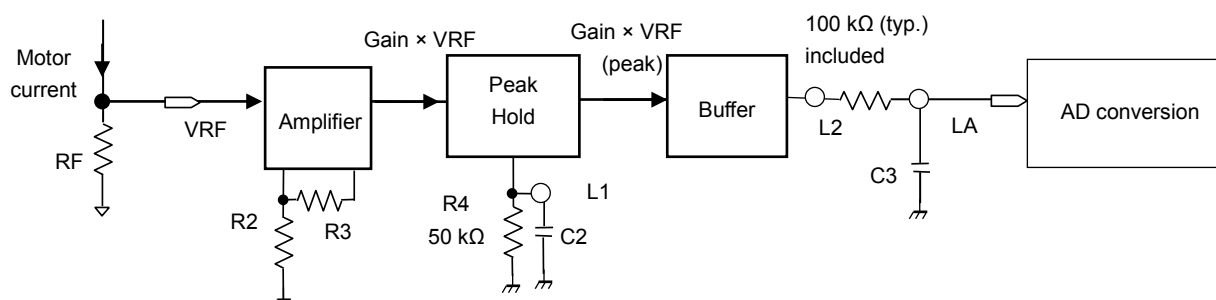 Motor
current
RF
VRF
Amplifier
R2
R3
Gain × VRF
Peak
Hold
R4
50 kΩ
C2
L1
Gain × VRF
(peak)
Buffer
100 kΩ (typ.)
included
L2
C3
LA
AD conversion